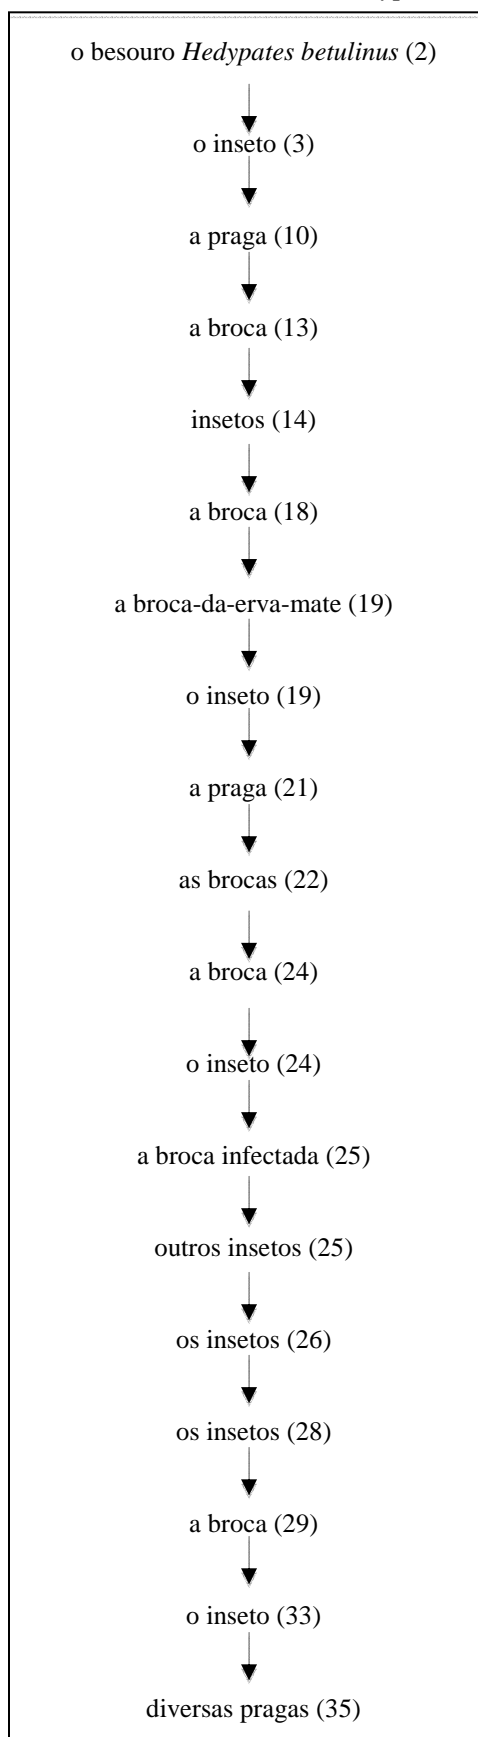 o besouro Hedypates betulinus (2)
o inseto (3)
a praga (10)
a broca (13)
insetos (14)
a broca (18)
a broca-da-erva-mate (19)
o inseto (19)
a praga (21)
as brocas (22)
a broca (24)
o inseto (24)
a broca infectada (25)
outros insetos (25)
os insetos (26)
os insetos (28)
a broca (29)
o inseto (33)
diversas pragas (35)